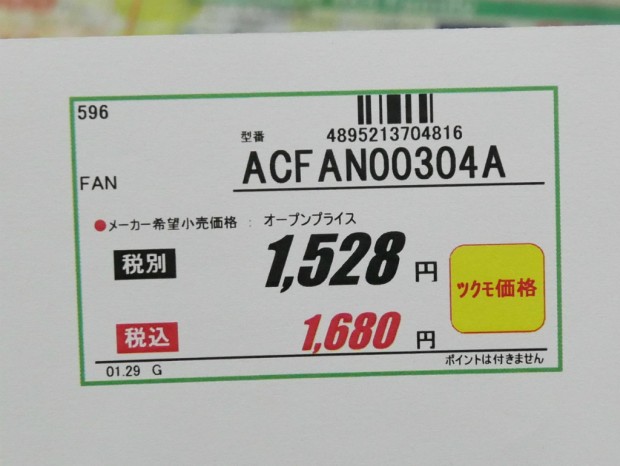 596
4895213704816
型番
ACFAN00304A
FAN
●メーカー希望小売価格 : オープンプライス
税別 1,528 円
ツクモ価格
税込 1,680 円
ポイントは付きません
01.29 G